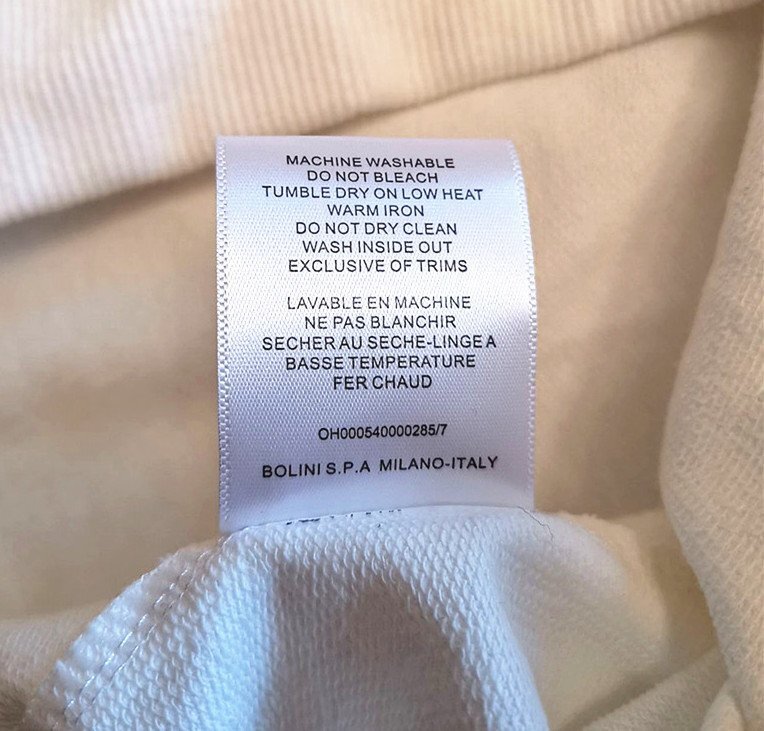 MACHINE WASHABLE
DO NOT BLEACH
TUMBLE DRY ON LOW HEAT
WARM IRON
DO NOT DRY CLEAN
WASH INSIDE OUT
EXCLUSIVE OF TRIMS
LAVABLE EN MACHINE
NE PAS BLANCHIR
SECHER AU SECHE-LINGE A
BASSE TEMPERATURE
FER CHAUD
OH000540000285/7
BOLINI S.P.A MILANO-ITALY